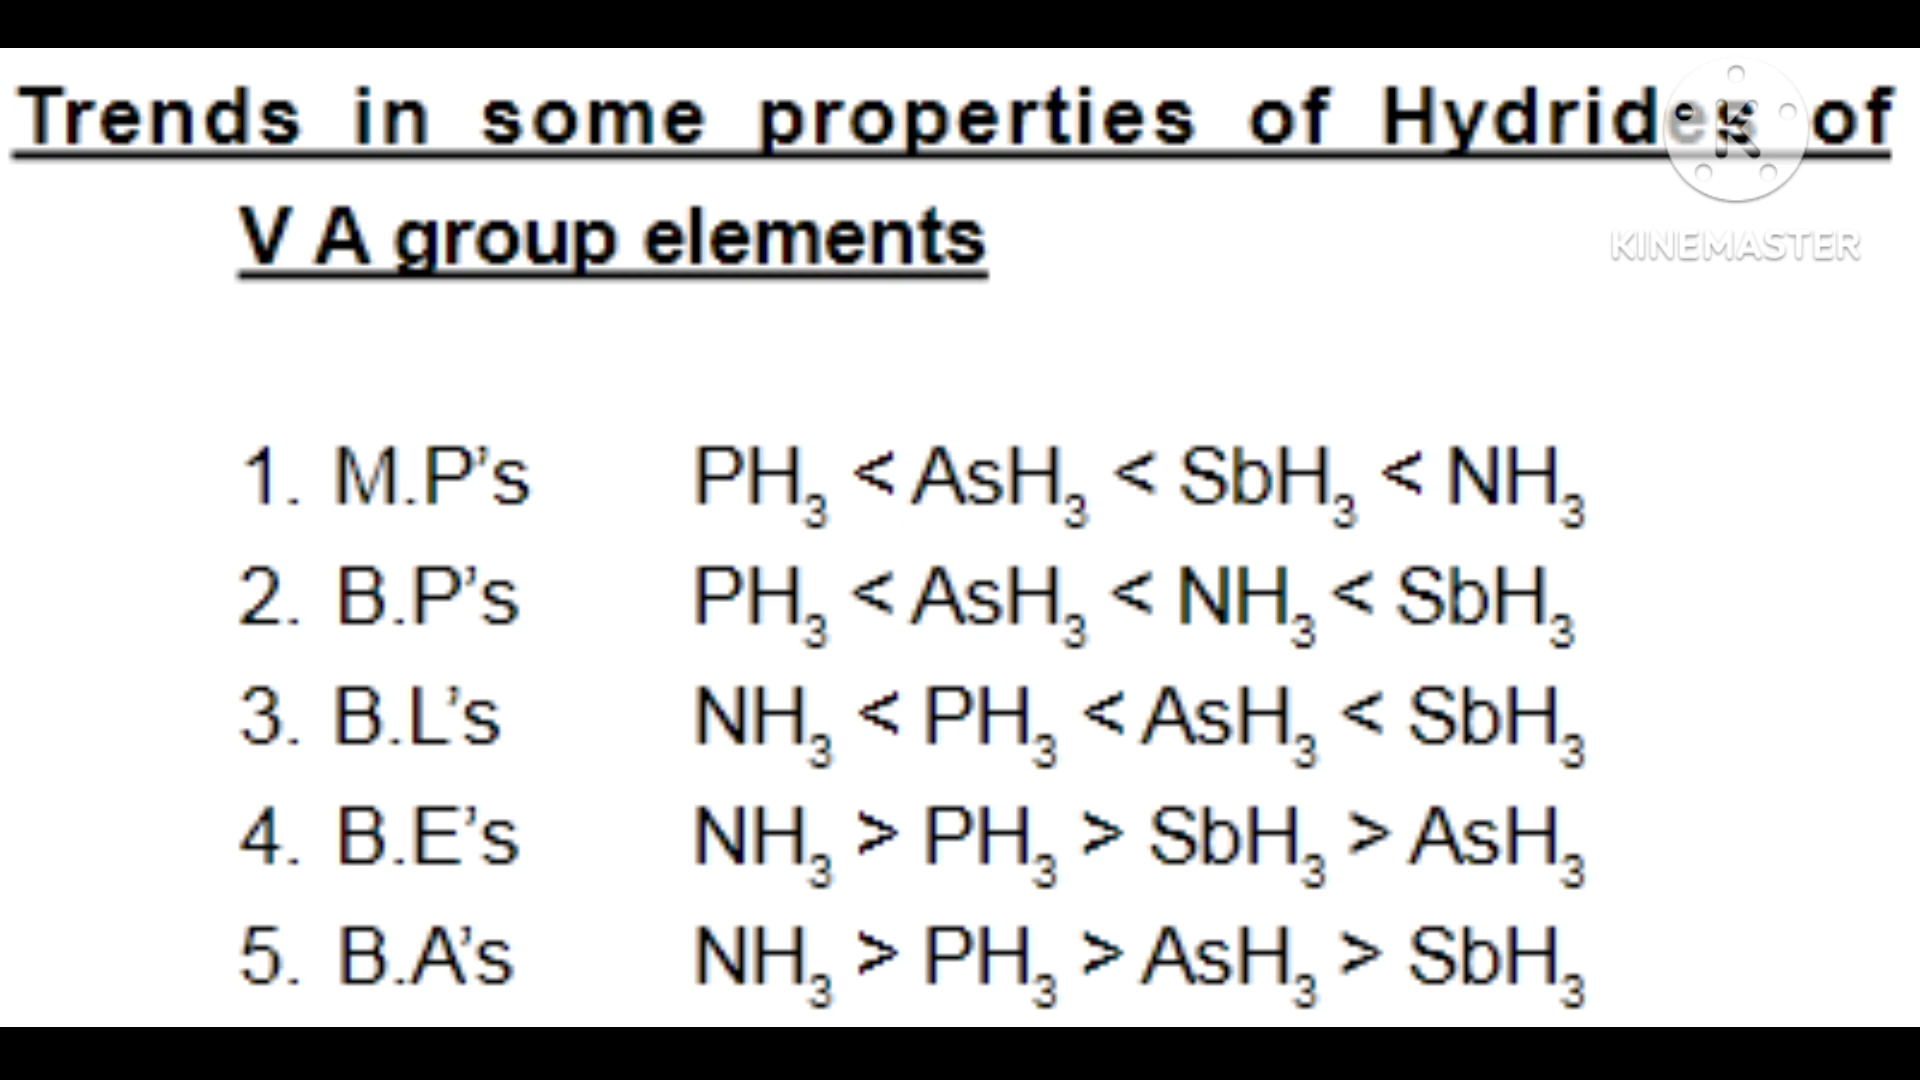 Trends in some properties of Hydrides of
V A group elements
KINEMASTER
1. M.P's PH₃ < AsH₃ < SbH₃ < NH₃
2. B.P's PH₃ < AsH₃ < NH₃ < SbH₃
3. B.L's NH₃ < PH₃ < AsH₃ < SbH₃
4. B.E's NH₃ > PH₃ > SbH₃ > AsH₃
5. B.A's NH₃ > PH₃ > AsH₃ > SbH₃